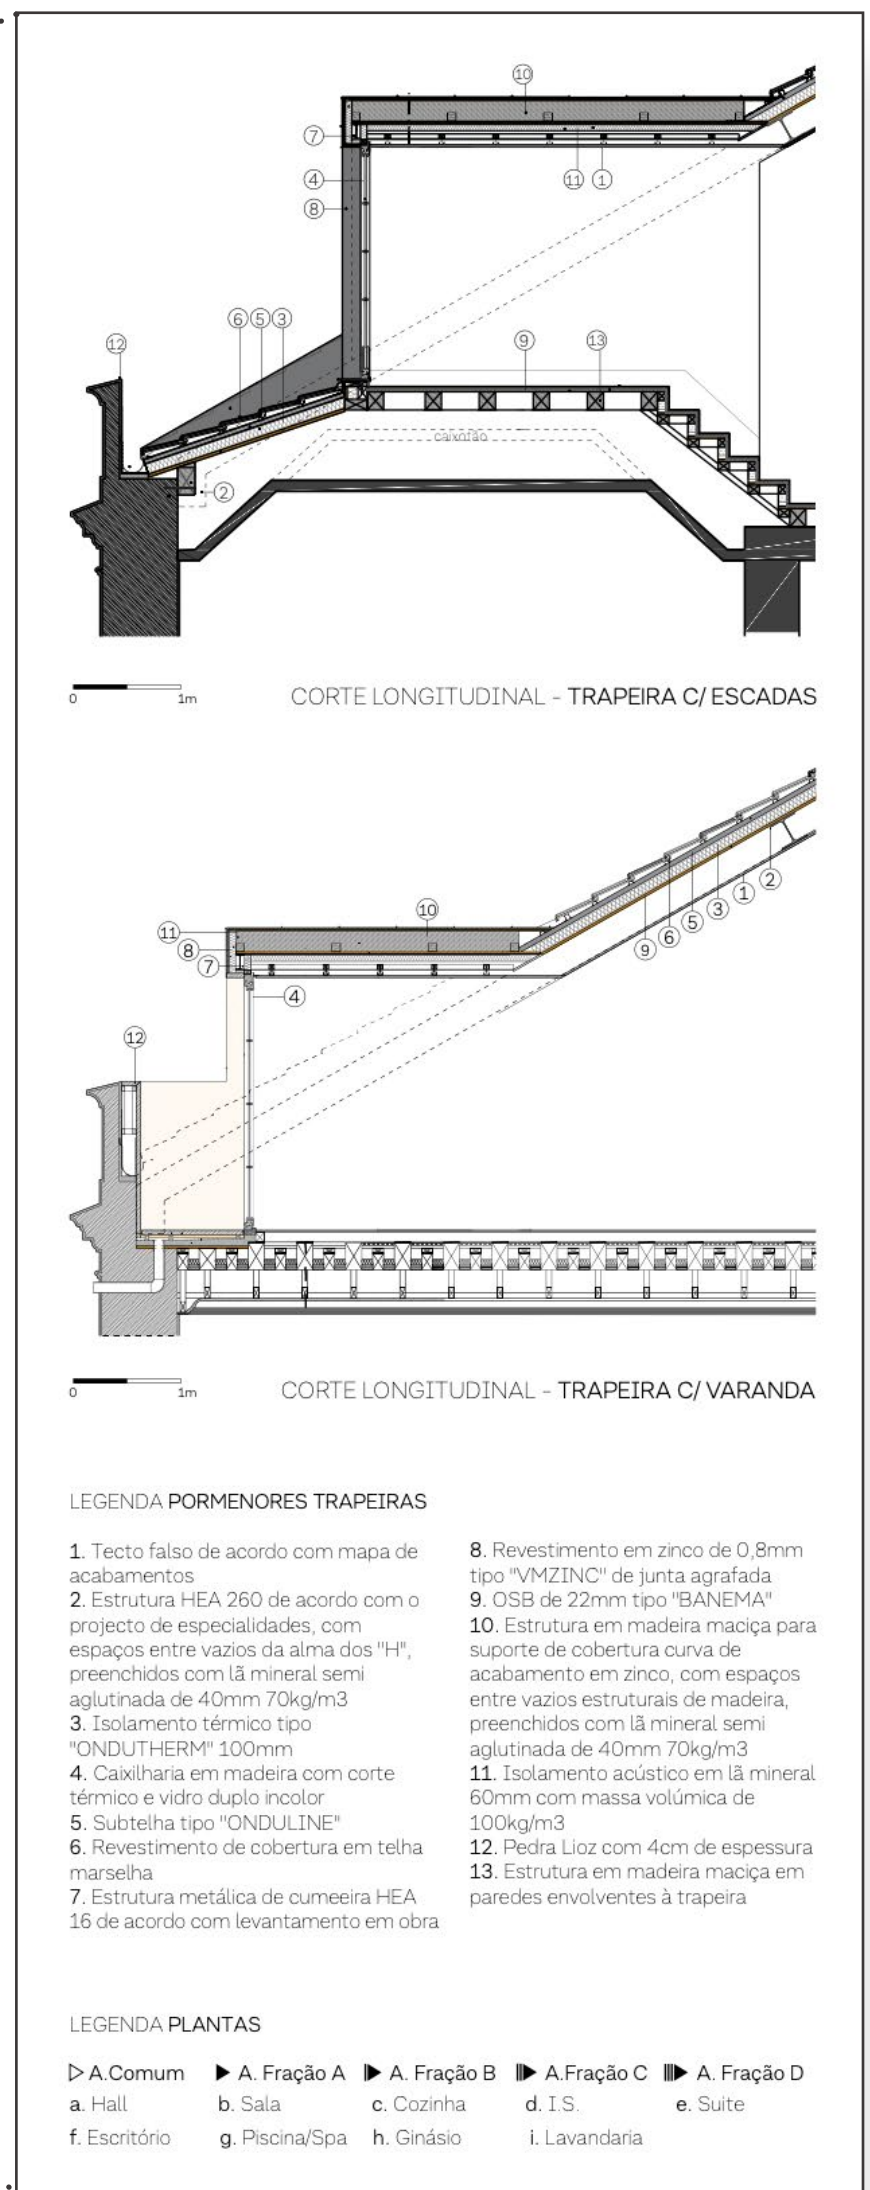 10
7
4
11
1
8
6
5
3
12
9
13
caixotão
2
0
1m
CORTE LONGITUDINAL - TRAPEIRA C/ ESCADAS
2
1
3
5
6
9
10
11
8
7
4
12
0
1m
CORTE LONGITUDINAL - TRAPEIRA C/ VARANDA
LEGENDA PORMENORES TRAPEIRAS
1. Tecto falso de acordo com mapa de
acabamentos
2. Estrutura HEA 260 de acordo com o
projecto de especialidades, com
espaços entre vazios da alma dos "H",
preenchidos com lã mineral semi
aglutinada de 40mm 70kg/m3
3. Isolamento térmico tipo
"ONDUTHERM" 100mm
4. Caixilharia em madeira com corte
térmico e vidro duplo incolor
5. Subtelha tipo "ONDULINE"
6. Revestimento de cobertura em telha
marselha
7. Estrutura metálica de cumeeira HEA
16 de acordo com levantamento em obra
8. Revestimento em zinco de 0,8mm
tipo "VMZINC" de junta agrafada
9. OSB de 22mm tipo "BANEMA"
10. Estrutura em madeira maciça para
suporte de cobertura curva de
acabamento em zinco, com espaços
entre vazios estruturais de madeira,
preenchidos com lã mineral semi
aglutinada de 40mm 70kg/m3
11. Isolamento acústico em lã mineral
60mm com massa volúmica de
100kg/m3
12. Pedra Lioz com 4cm de espessura
13. Estrutura em madeira maciça em
paredes envolventes à trapeira
LEGENDA PLANTAS
A.Comum A. Fração A A. Fração B A.Fração C A. Fração D
a. Hall b. Sala c. Cozinha d. I.S. e. Suite
f. Escritório g. Piscina/Spa h. Ginásio i. Lavandaria